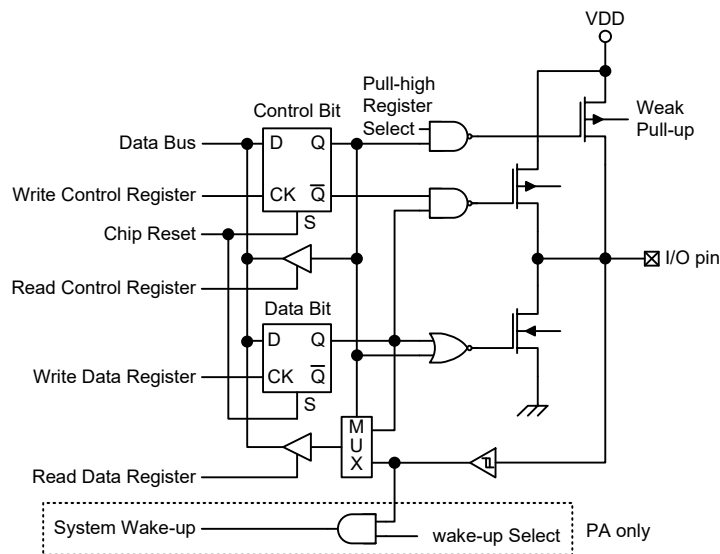 VDD
Pull-high
Register
Select
Weak
Pull-up
Control Bit
Data Bus
D
Q
Write Control Register
CK
Q
S
Chip Reset
I/O pin
Read Control Register
Data Bit
D
Q
Write Data Register
CK
Q
S
M
U
X
Read Data Register
System Wake-up
wake-up Select
PA only